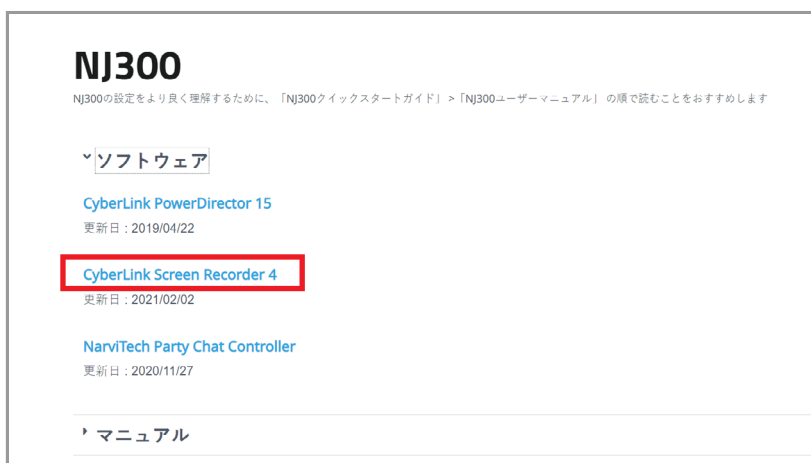 NJ300
NJ300の設定をより良く理解するために、「NJ300クイックスタートガイド」 > 「NJ300ユーザーマニュアル」 の順で読むことをおすすめします
ソフトウェア
CyberLink PowerDirector 15
更新日 : 2019/04/22
CyberLink Screen Recorder 4
更新日 : 2021/02/02
NarviTech Party Chat Controller
更新日 : 2020/11/27
マニュアル